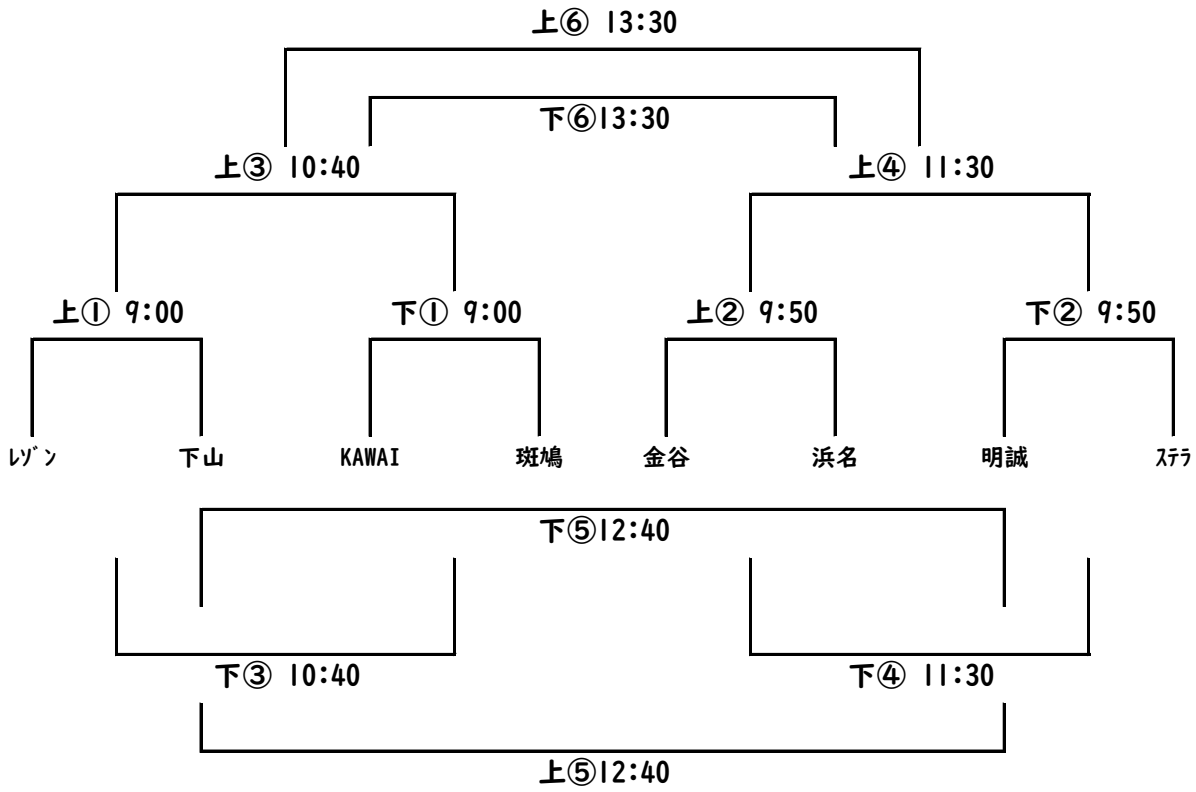 上⑥ 13:30
下⑥13:30
上③ 10:40
上④ 11:30
上① 9:00
下① 9:00
上② 9:50
下② 9:50
ﾚｿﾞﾝ
下山
KAWAI
斑鳩
金谷
浜名
明誠
ｽﾃﾗ
下⑤12:40
下③ 10:40
下④ 11:30
上⑤12:40